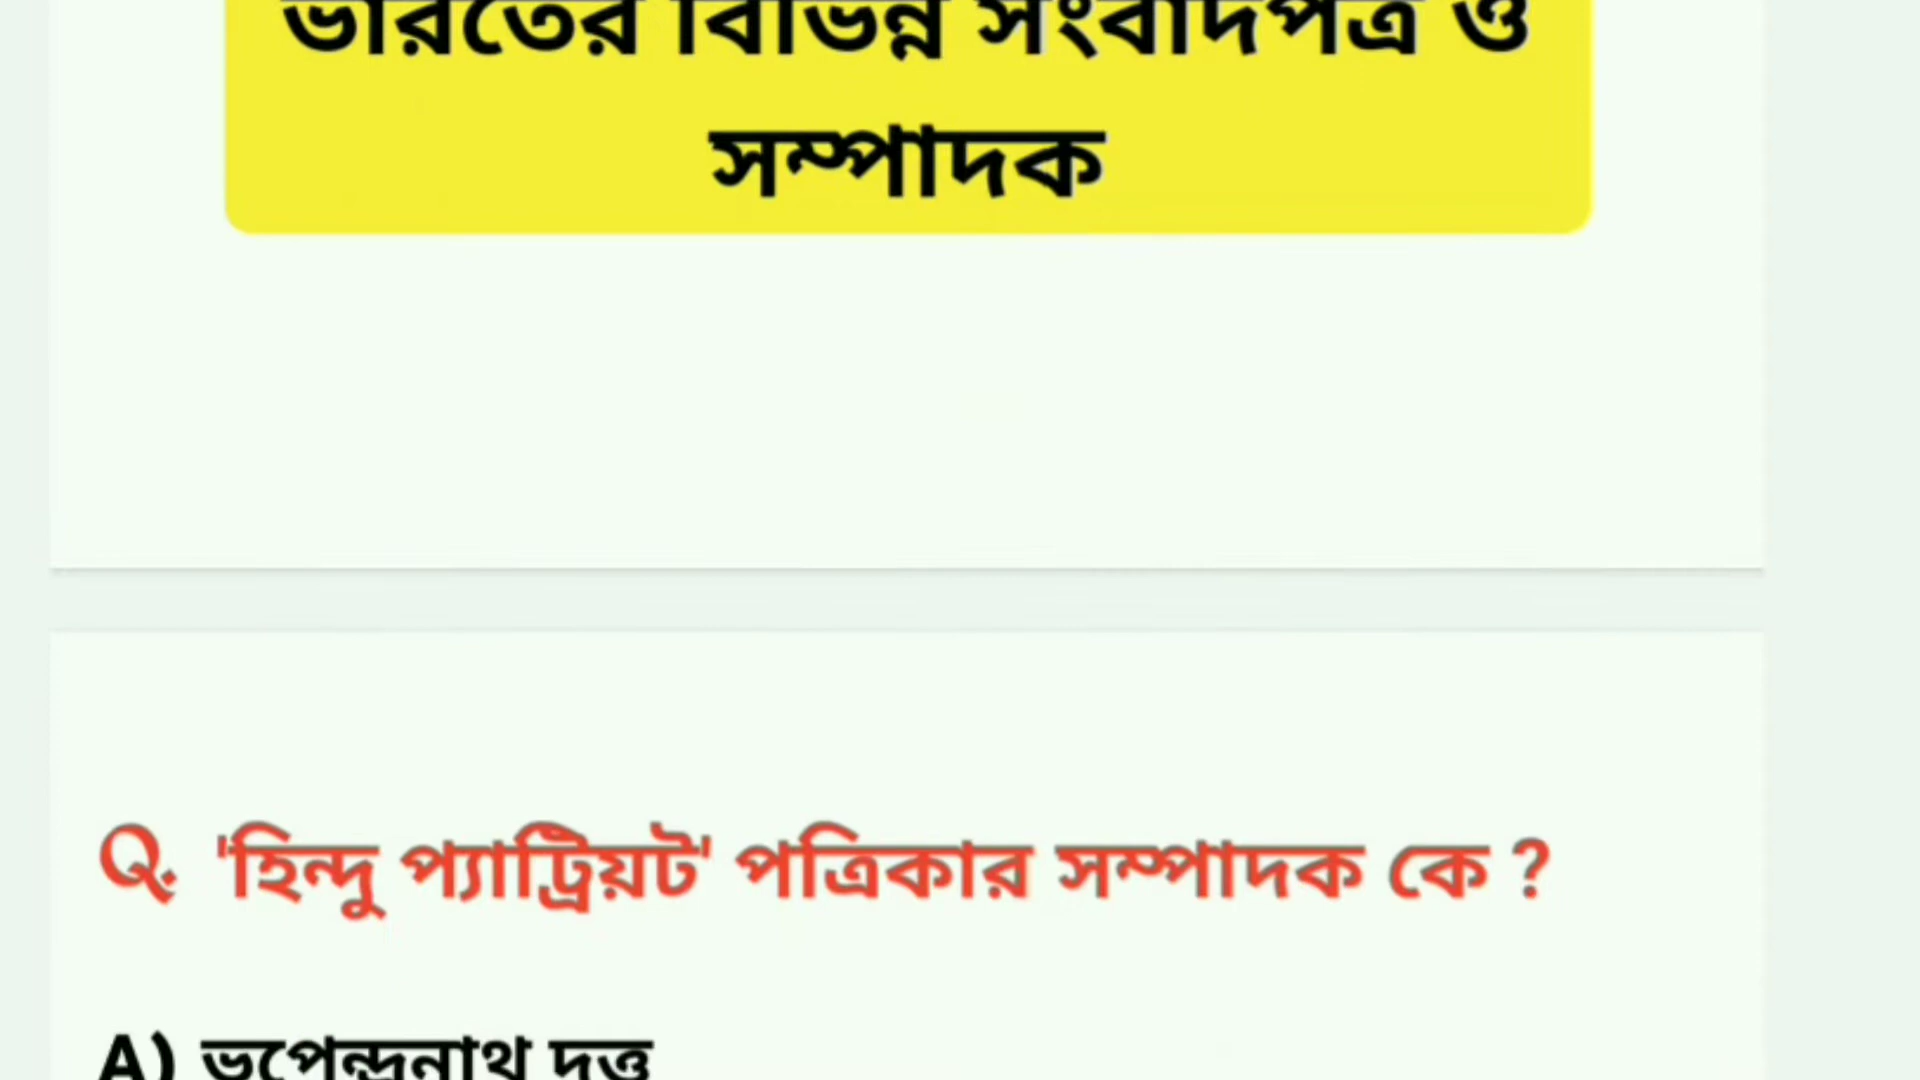 ভারতের বিভিন্ন সংবাদপত্র ও
সম্পাদক
Q. 'হিন্দু প্যাট্রিয়ট' পত্রিকার সম্পাদক কে ?
A) ভূপেন্দ্রনাথ দত্ত